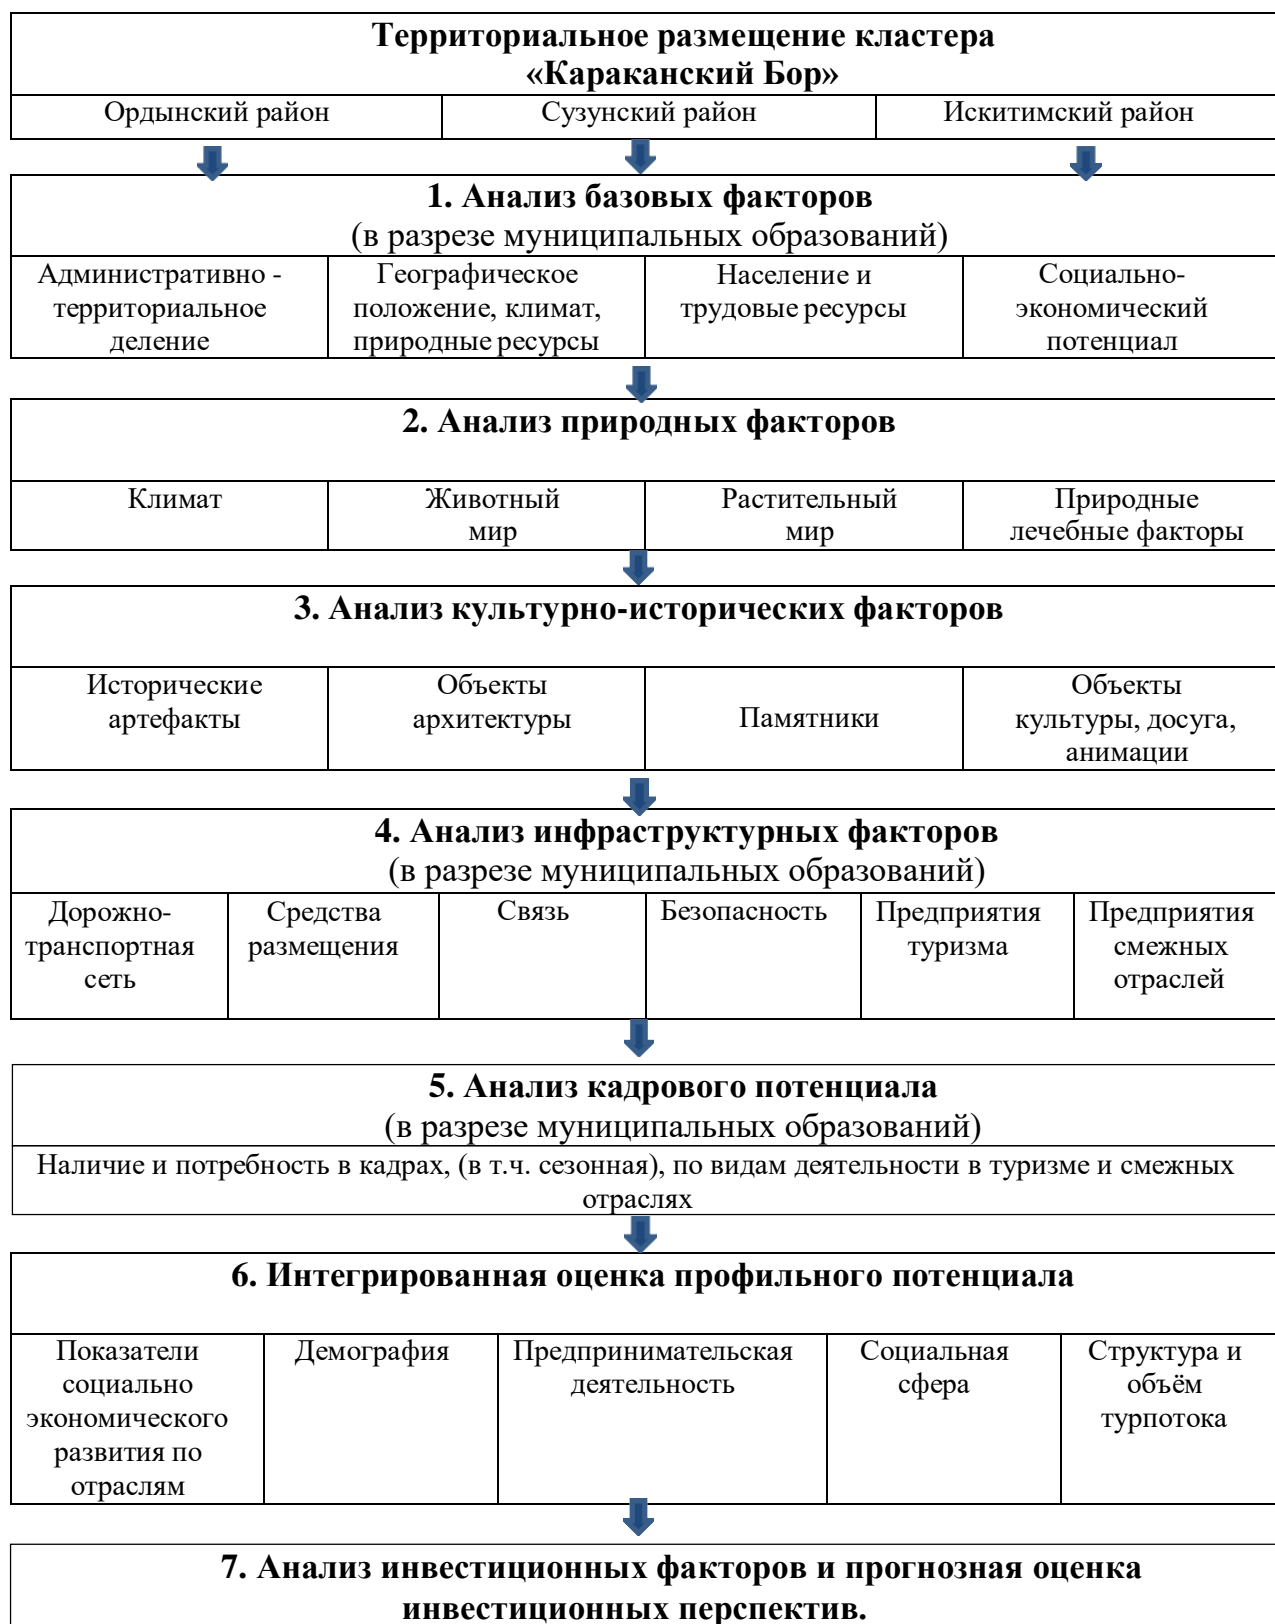 Территориальное размещение кластера
«Караканский Бор»
Ордынский район
Сузунский район
Искитимский район
1. Анализ базовых факторов
(в разрезе муниципальных образований)
Административно -
территориальное
деление
Географическое
положение, климат,
природные ресурсы
Население и
трудовые ресурсы
Социально-
экономический
потенциал
2. Анализ природных факторов
Климат
Животный
мир
Растительный
мир
Природные
лечебные факторы
3. Анализ культурно-исторических факторов
Исторические
артефакты
Объекты
архитектуры
Памятники
Объекты
культуры, досуга,
анимации
4. Анализ инфраструктурных факторов
(в разрезе муниципальных образований)
Дорожно-
транспортная
сеть
Средства
размещения
Связь
Безопасность
Предприятия
туризма
Предприятия
смежных
отраслей
5. Анализ кадрового потенциала
(в разрезе муниципальных образований)
Наличие и потребность в кадрах, (в т.ч. сезонная), по видам деятельности в туризме и смежных
отраслях
6. Интегрированная оценка профильного потенциала
Показатели
социально
экономического
развития по
отраслям
Демография
Предпринимательская
деятельность
Социальная
сфера
Структура и
объём
турпотока
7. Анализ инвестиционных факторов и прогнозная оценка
инвестиционных перспектив.